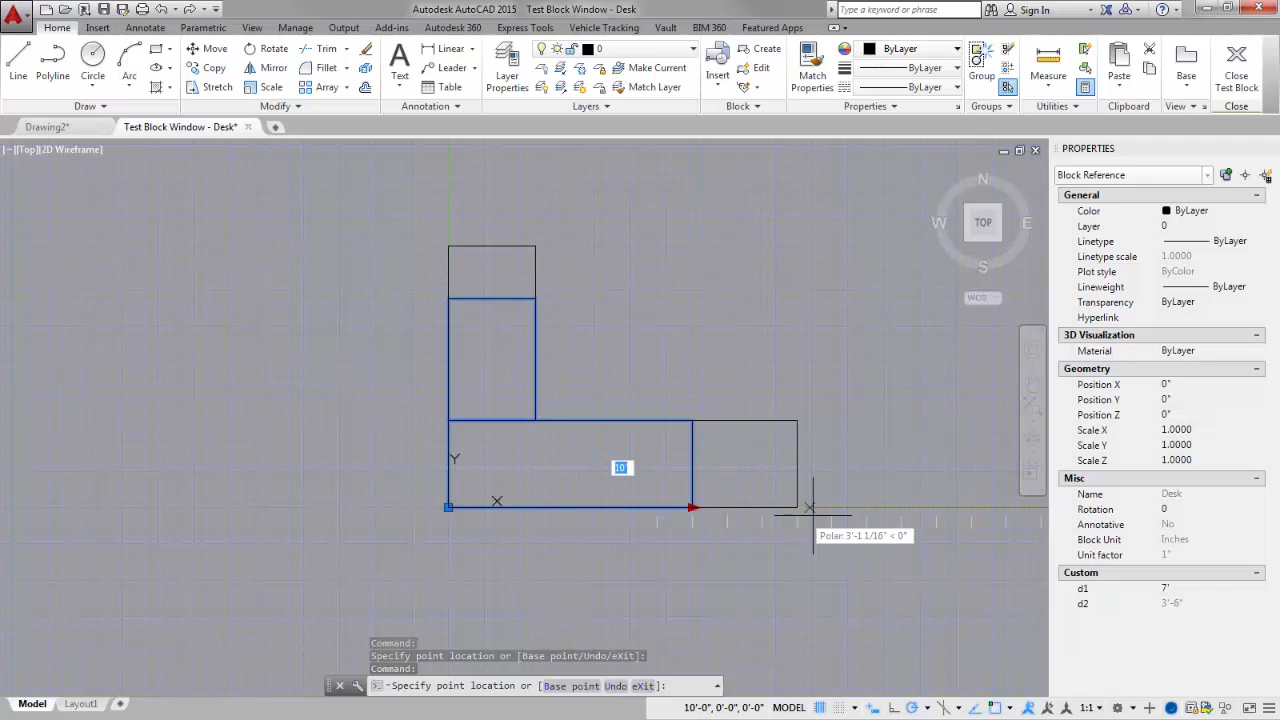 Autodesk AutoCAD 2015 Test Block Window - Desk
Type a keyword or phrase
Sign In
Home Insert Annotate Parametric View Manage Output Add-ins Autodesk 360 Express Tools Vehicle Tracking Vault BIM 360 Featured Apps
Line Polyline Circle Arc
Move Rotate Trim
Copy Mirror Fillet
Stretch Scale Array
Text Linear
Leader
Table
Layer Properties
0
Make Current
Match Layer
Insert Create
Edit
Match Properties
ByLayer
ByLayer
ByLayer
Group Measure Paste Base
Close Test Block
Draw Modify Annotation Layers Block Properties Groups Utilities Clipboard View Close
Drawing2* Test Block Window - Desk*
[−][Top][2D Wireframe]
N
W TOP E
S
WCS
Y
X
10'
Polar: 3'-1 1/16" < 0°
PROPERTIES
Block Reference
General
Color ByLayer
Layer 0
Linetype ByLayer
Linetype scale 1.0000
Plot style ByColor
Lineweight ByLayer
Transparency ByLayer
Hyperlink
3D Visualization
Material ByLayer
Geometry
Position X 0"
Position Y 0"
Position Z 0"
Scale X 1.0000
Scale Y 1.0000
Scale Z 1.0000
Misc
Name Desk
Rotation 0
Annotative No
Block Unit Inches
Unit factor 1"
Custom
d1 7'
d2 3'-6"
Command:
Specify point location or [Base point/Undo/eXit]:
Command:
Specify point location or [Base point Undo eXit]:
Model Layout1
10'-0", 0'-0", 0'-0" MODEL 1:1